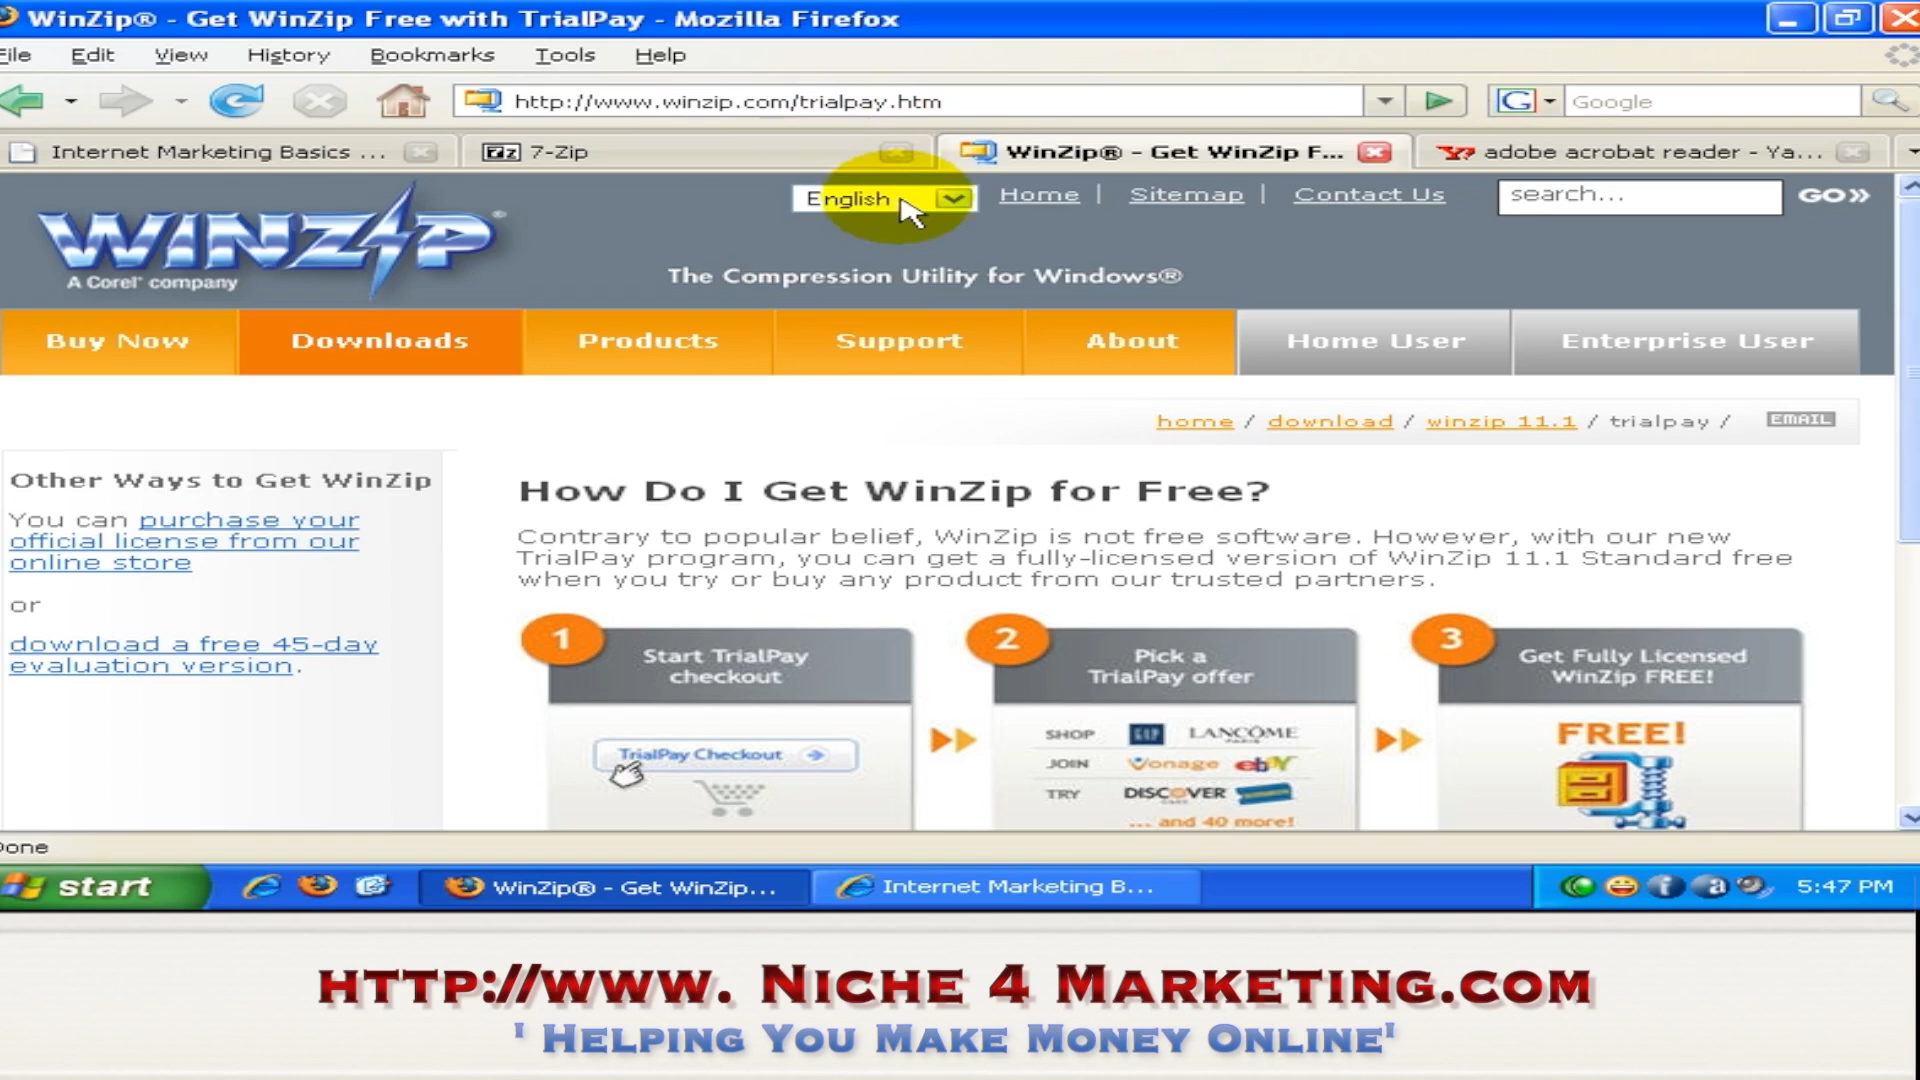 WinZip® - Get WinZip Free with TrialPay - Mozilla Firefox
File Edit View History Bookmarks Tools Help
http://www.winzip.com/trialpay.htm
G Google
Internet Marketing Basics ...
7z 7-Zip
WinZip® - Get WinZip F...
Y? adobe acrobat reader - Ya...
English
Home | Sitemap | Contact Us
search...
GO»
WINZIP®
A Corel® company
The Compression Utility for Windows®
Buy Now Downloads Products Support About Home User Enterprise User
home / download / winzip 11.1 / trialpay /
EMAIL
Other Ways to Get WinZip
You can purchase your
official license from our
online store
or
download a free 45-day
evaluation version.
How Do I Get WinZip for Free?
Contrary to popular belief, WinZip is not free software. However, with our new
TrialPay program, you can get a fully-licensed version of WinZip 11.1 Standard free
when you try or buy any product from our trusted partners.
1
Start TrialPay
checkout
TrialPay Checkout
2
Pick a
TrialPay offer
SHOP GAP LANCÔME
JOIN Vonage ebY
TRY DISCOVER
... and 40 more!
3
Get Fully Licensed
WinZip FREE!
FREE!
Done
start
WinZip® - Get WinZip...
Internet Marketing B...
5:47 PM
http://www. Niche 4 Marketing.com
' Helping You Make Money Online'